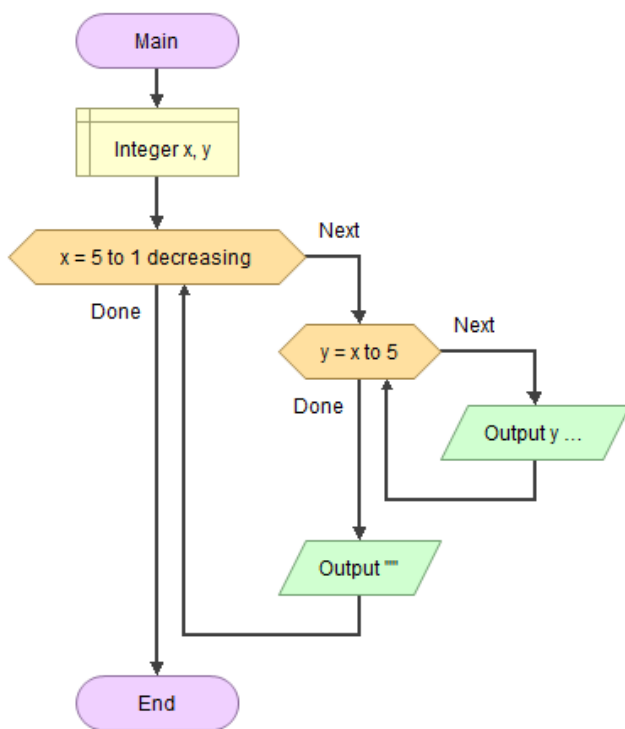 Main
Integer x, y
x = 5 to 1 decreasing
Next
Done
y = x to 5
Next
Done
Output y ...
Output ""
End